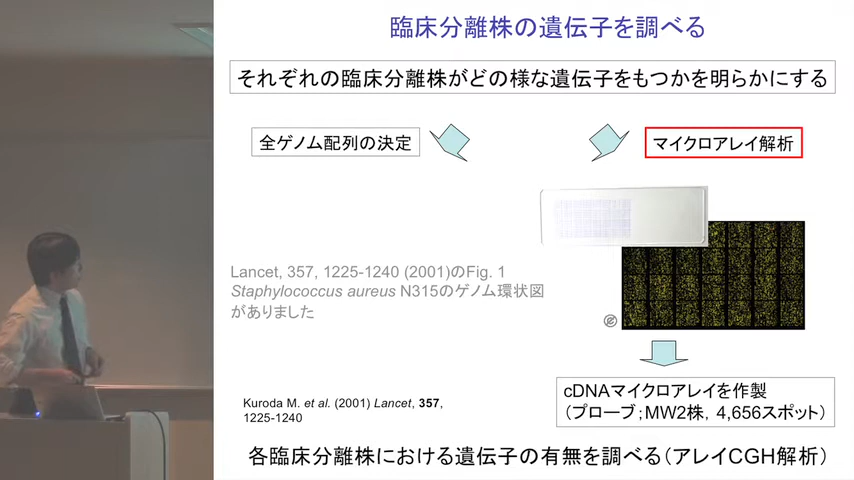 臨床分離株の遺伝子を調べる
それぞれの臨床分離株がどの様な遺伝子をもつかを明らかにする
全ゲノム配列の決定
マイクロアレイ解析
Lancet, 357, 1225-1240 (2001)のFig. 1
Staphylococcus aureus N315のゲノム環状図
がありました
cDNAマイクロアレイを作製
（プローブ；MW2株，4,656スポット）
Kuroda M. et al. (2001) Lancet, 357,
1225-1240
各臨床分離株における遺伝子の有無を調べる（アレイCGH解析）